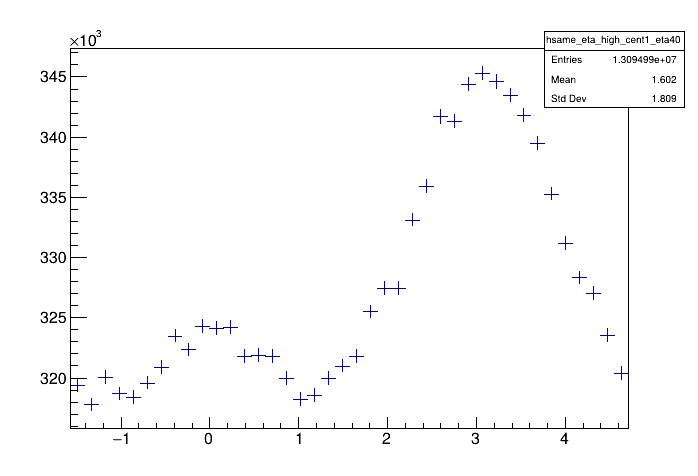 ×10³
hsame_eta_high_cent1_eta40
Entries 1.309499e+07
Mean 1.602
Std Dev 1.809
345
340
335
330
325
320
−1 0 1 2 3 4